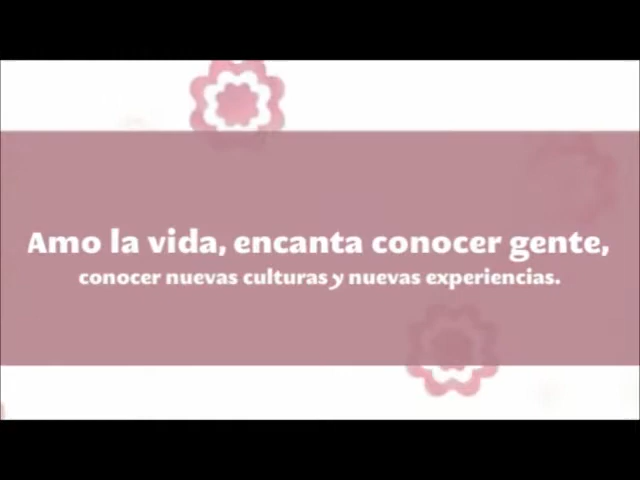 Amo la vida, encanta conocer gente,
conocer nuevas culturas y nuevas experiencias.